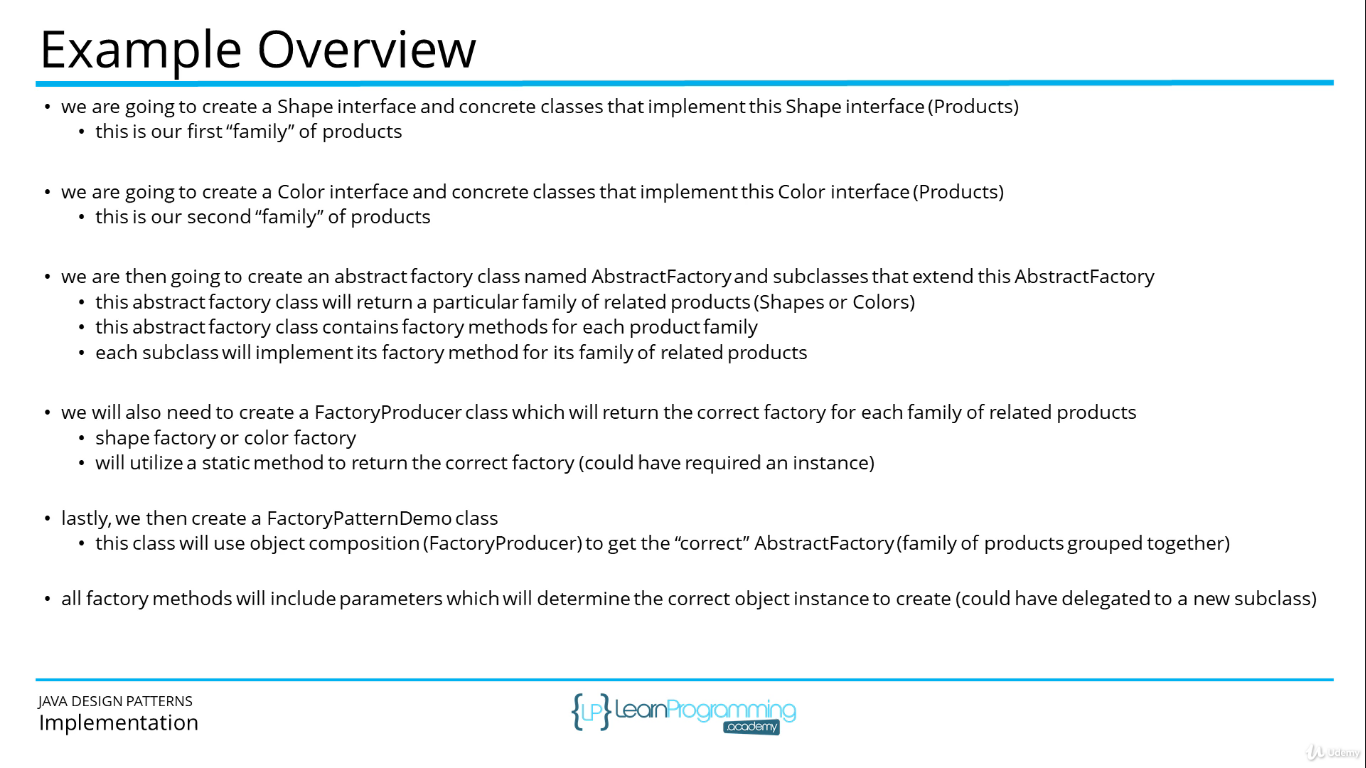 Example Overview
• we are going to create a Shape interface and concrete classes that implement this Shape interface (Products)
• this is our first “family” of products
• we are going to create a Color interface and concrete classes that implement this Color interface (Products)
• this is our second “family” of products
• we are then going to create an abstract factory class named AbstractFactory and subclasses that extend this AbstractFactory
• this abstract factory class will return a particular family of related products (Shapes or Colors)
• this abstract factory class contains factory methods for each product family
• each subclass will implement its factory method for its family of related products
• we will also need to create a FactoryProducer class which will return the correct factory for each family of related products
• shape factory or color factory
• will utilize a static method to return the correct factory (could have required an instance)
• lastly, we then create a FactoryPatternDemo class
• this class will use object composition (FactoryProducer) to get the “correct” AbstractFactory (family of products grouped together)
• all factory methods will include parameters which will determine the correct object instance to create (could have delegated to a new subclass)
JAVA DESIGN PATTERNS
Implementation
{LP} LearnProgramming
.academy
Udemy